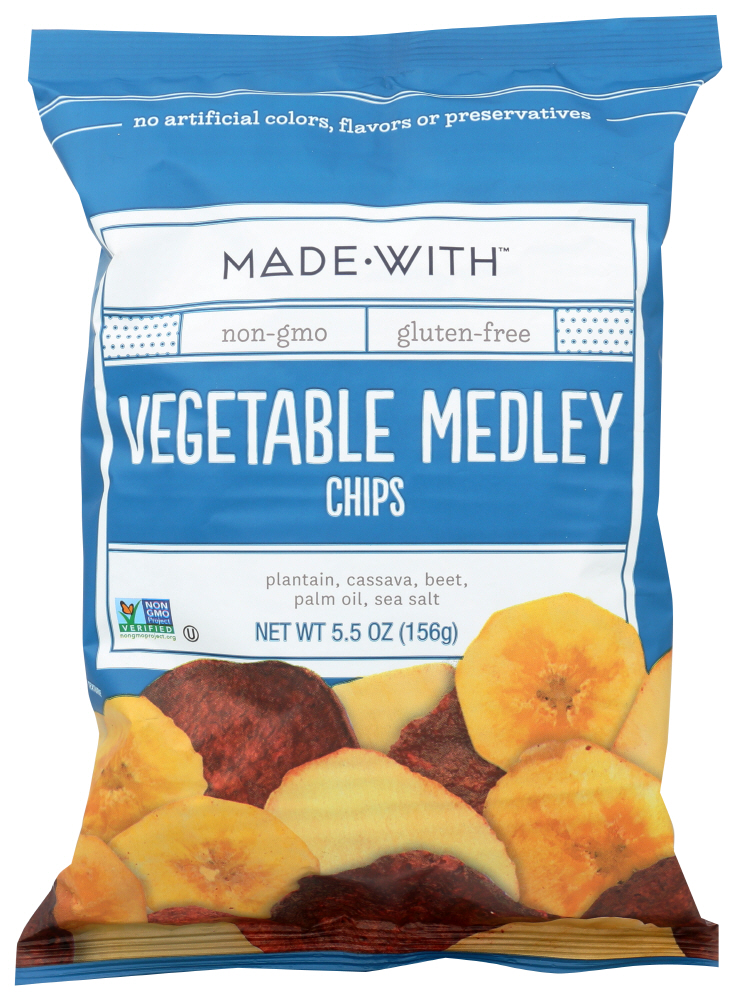 no artificial colors, flavors or preservatives
MADE·WITH™
non-gmo gluten-free
VEGETABLE MEDLEY
CHIPS
plantain, cassava, beet,
palm oil, sea salt
NON
GMO
Project
VERIFIED
nongmoproject.org
U
NET WT 5.5 OZ (156g)